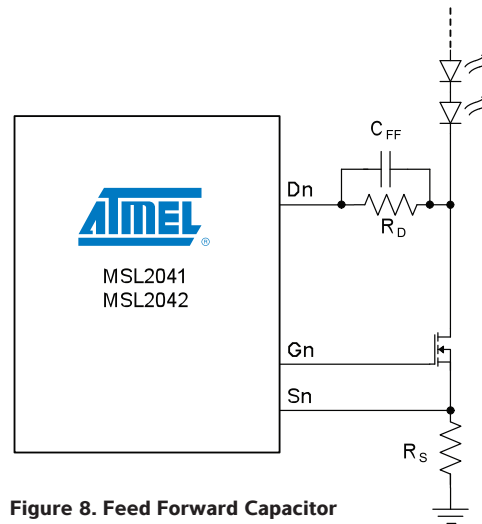 C FF
Dn
ATMEL ®
R D
MSL2041
MSL2042
Gn
Sn
R S
Figure 8. Feed Forward Capacitor